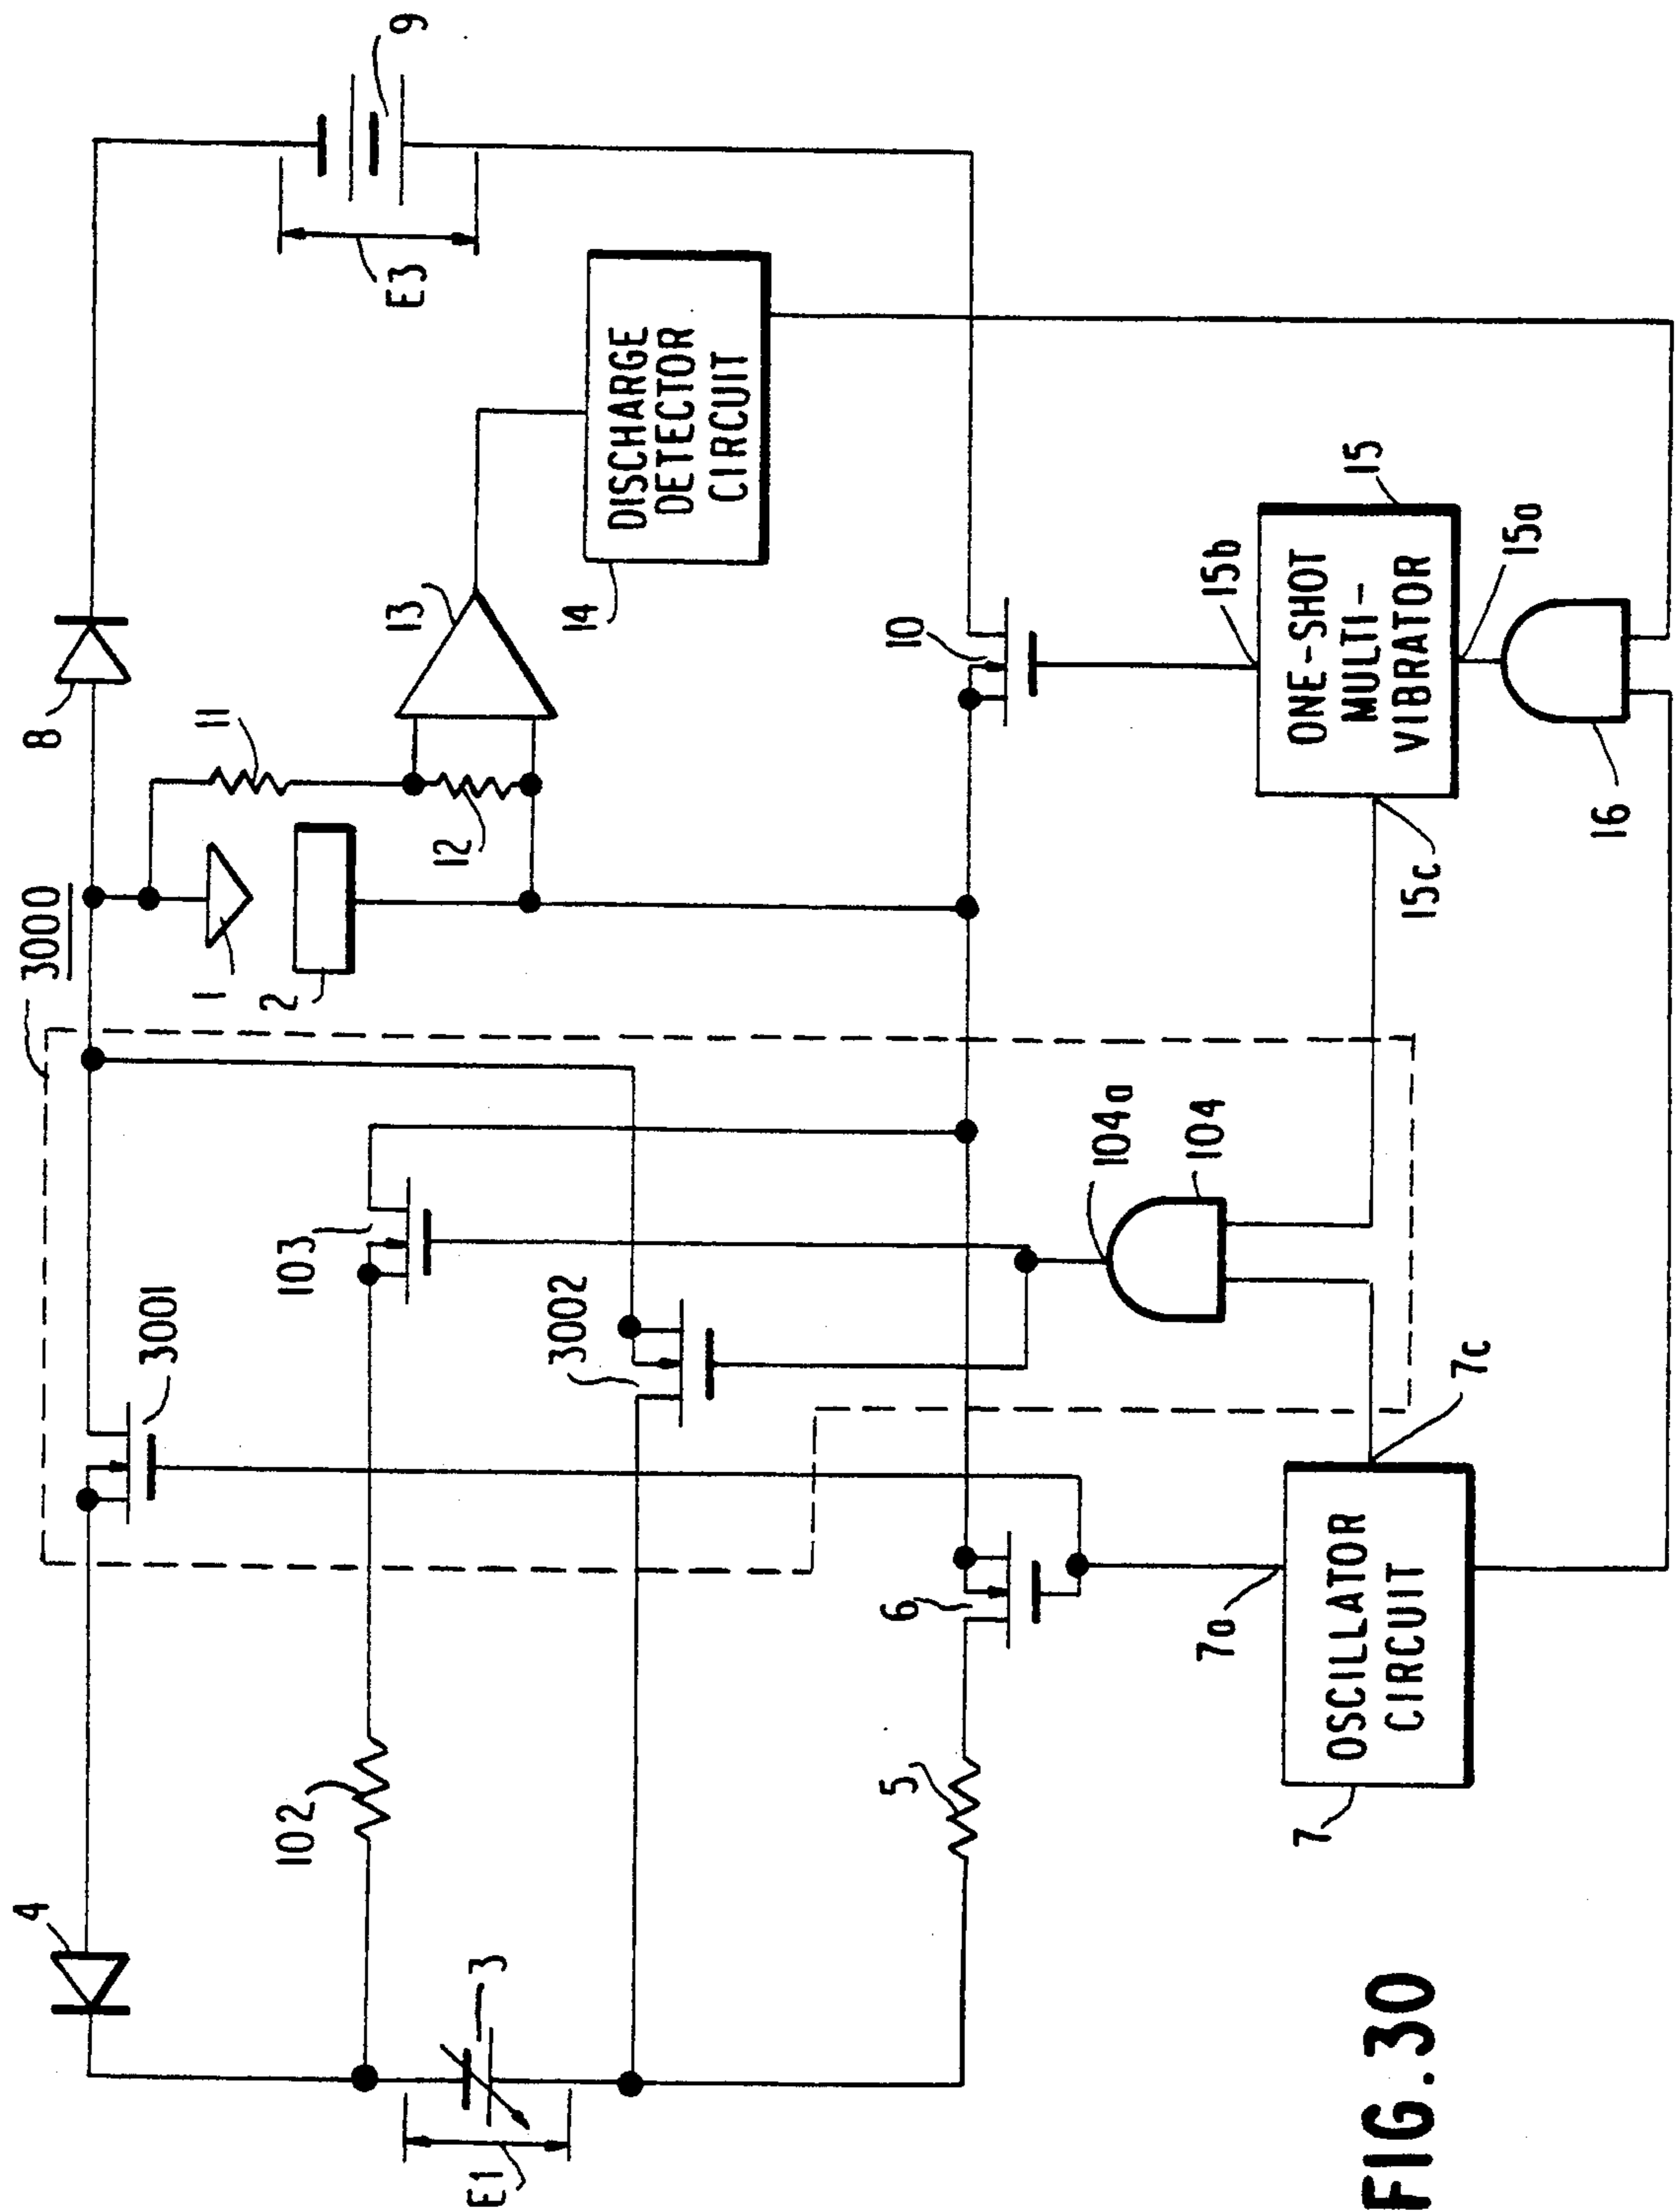 3000
4
3001
8
9
11
1
2
12
13
E3
102
103
3
3002
E1
14
DISCHARGE
DETECTOR
CIRCUIT
5
6
10
7a
104a
104
15b
15
ONE-SHOT
MULTI-
VIBRATOR
15c
15a
7
OSCILLATOR
CIRCUIT
7c
16
FIG.30